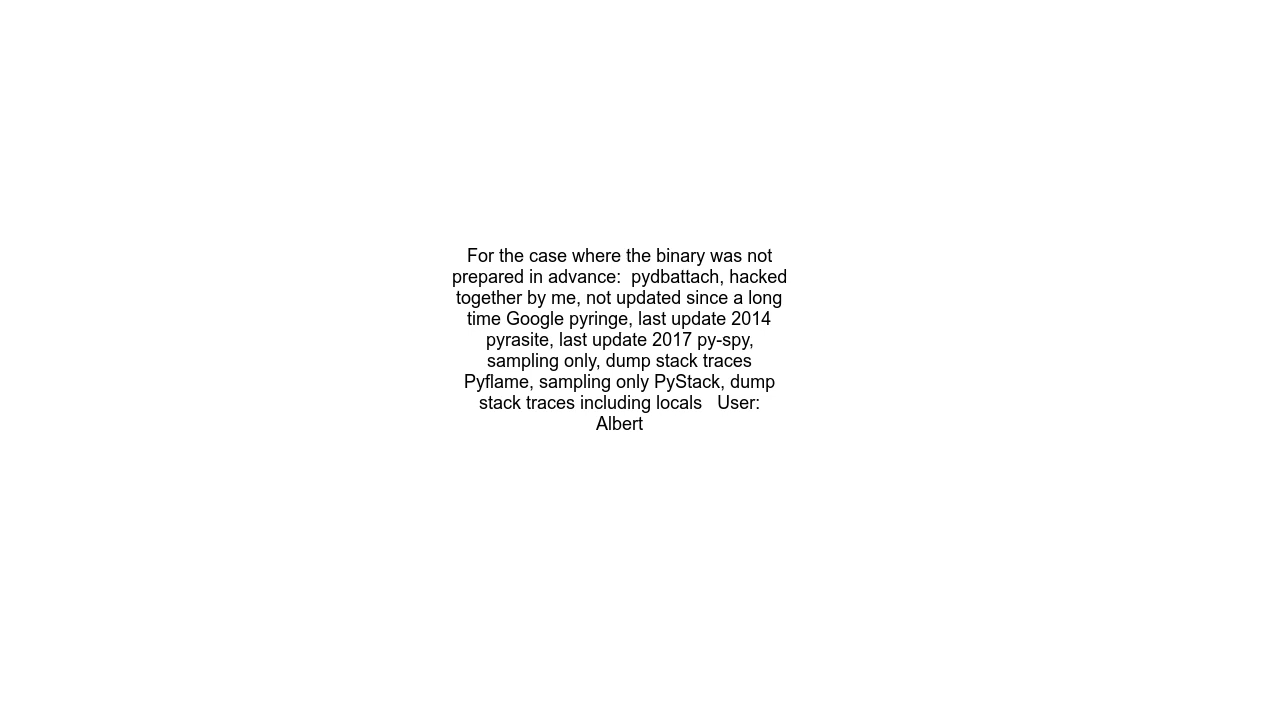 For the case where the binary was not
prepared in advance:  pydbattach, hacked
together by me, not updated since a long
time Google pyringe, last update 2014
pyrasite, last update 2017 py-spy,
sampling only, dump stack traces
Pyflame, sampling only PyStack, dump
stack traces including locals   User:
Albert